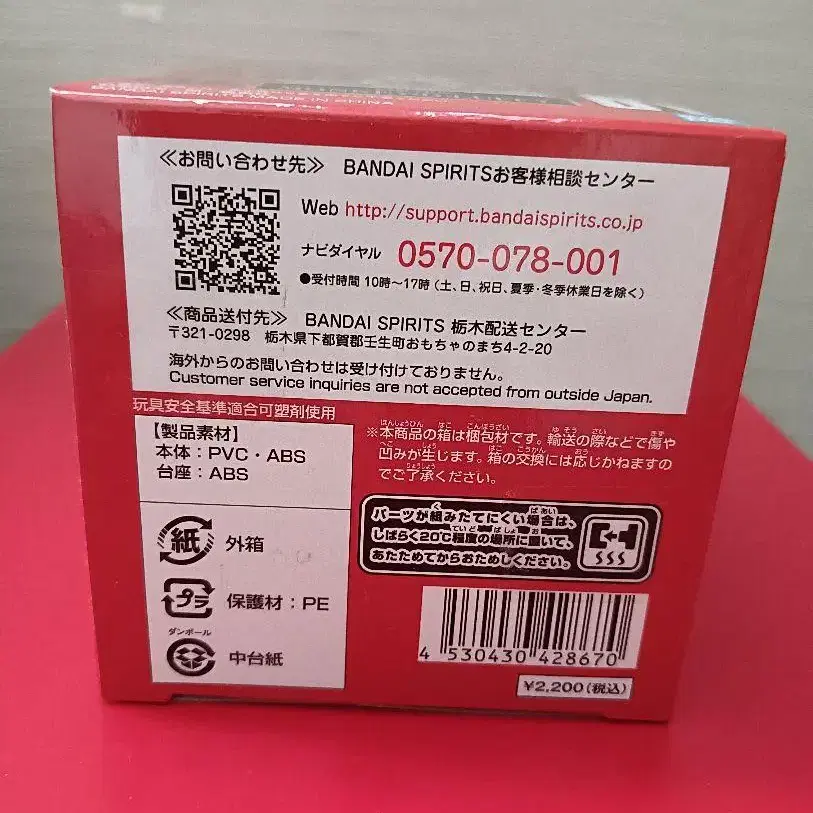 BANDAI SPIRITS MADE IN CHINA
≪お問い合わせ先≫ BANDAI SPIRITSお客様相談センター
Web http://support.bandaispirits.co.jp
ナビダイヤル 0570-078-001
●受付時間 10時～17時 (土、日、祝日、夏季・冬季休業日を除く)
≪商品送付先≫ BANDAI SPIRITS 栃木配送センター
〒321-0298 栃木県下都賀郡壬生町おもちゃのまち4-2-20
海外からのお問い合わせは受け付けておりません。
Customer service inquiries are not accepted from outside Japan.
玩具安全基準適合可塑剤使用
【製品素材】
本体：PVC・ABS
台座：ABS
紙 外箱
プラ 保護材：PE
ダンボール
中台紙
※本商品の箱は梱包材です。輸送の際などで傷や
凹みが生じます。箱の交換には応じかねますの
でご了承ください。
パーツが組みたてにくい場合は、
しばらく20℃程度の場所に置いて、
あたためてからおためしください。
4 530430 428670
¥2,200(税込)